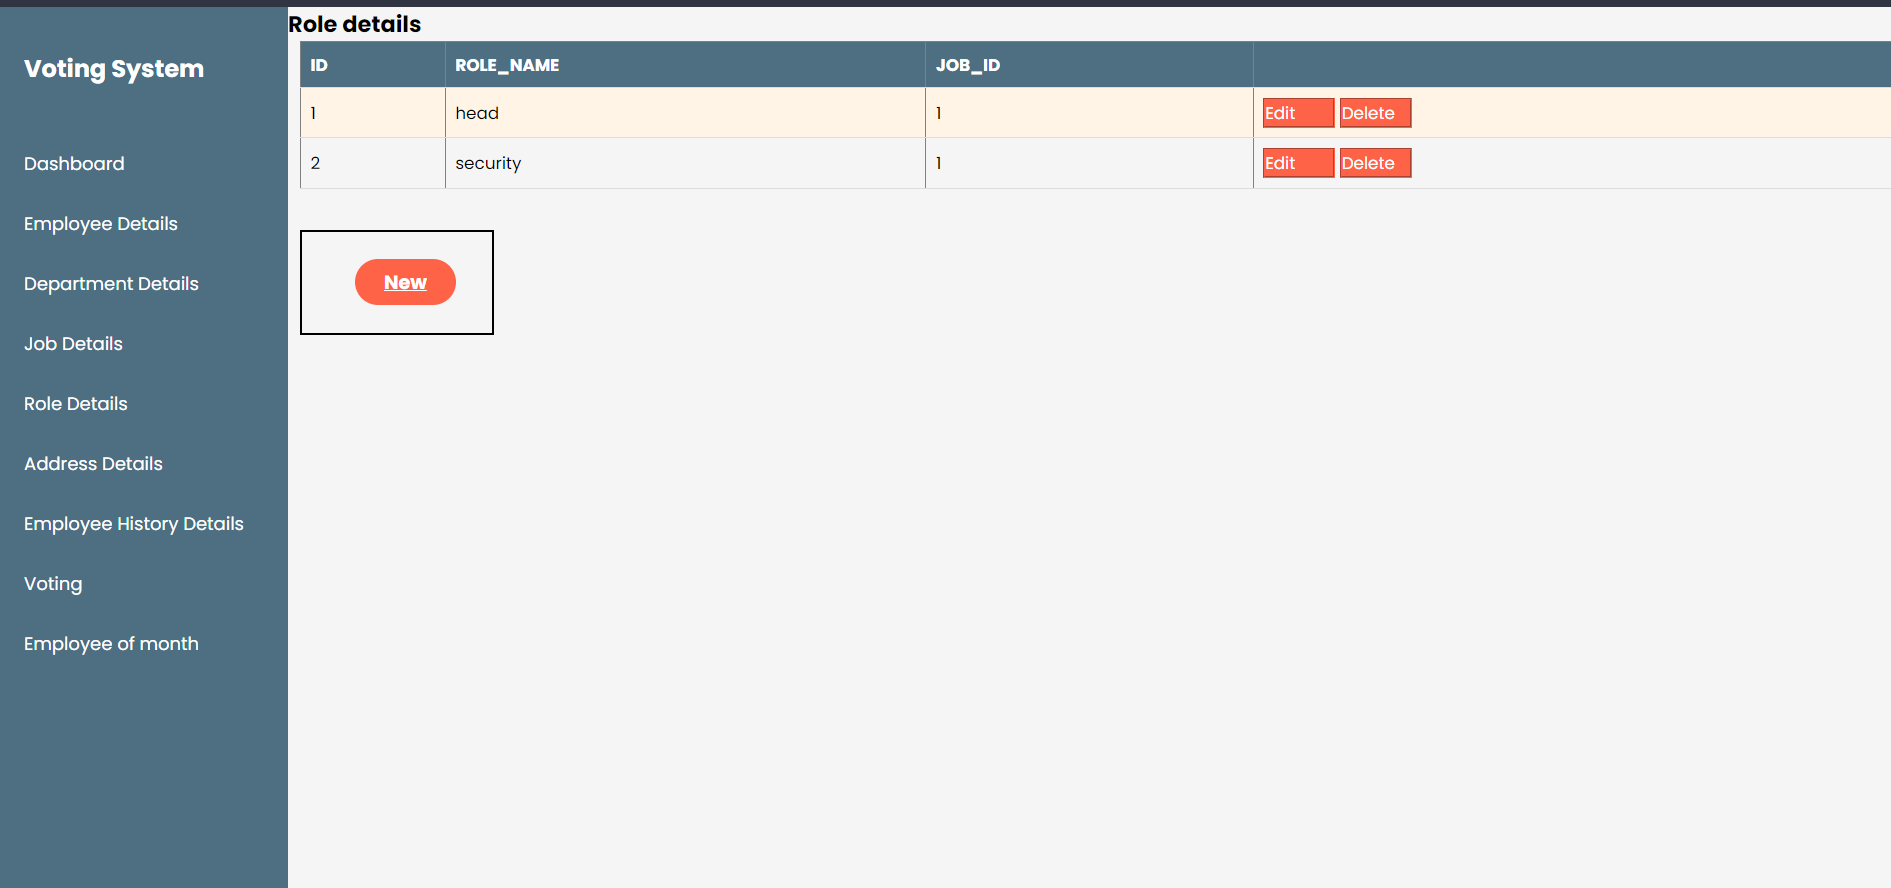 Voting System
Dashboard
Employee Details
Department Details
Job Details
Role Details
Address Details
Employee History Details
Voting
Employee of month
Role details
ID ROLE_NAME JOB_ID
1 head 1 Edit Delete
2 security 1 Edit Delete
New